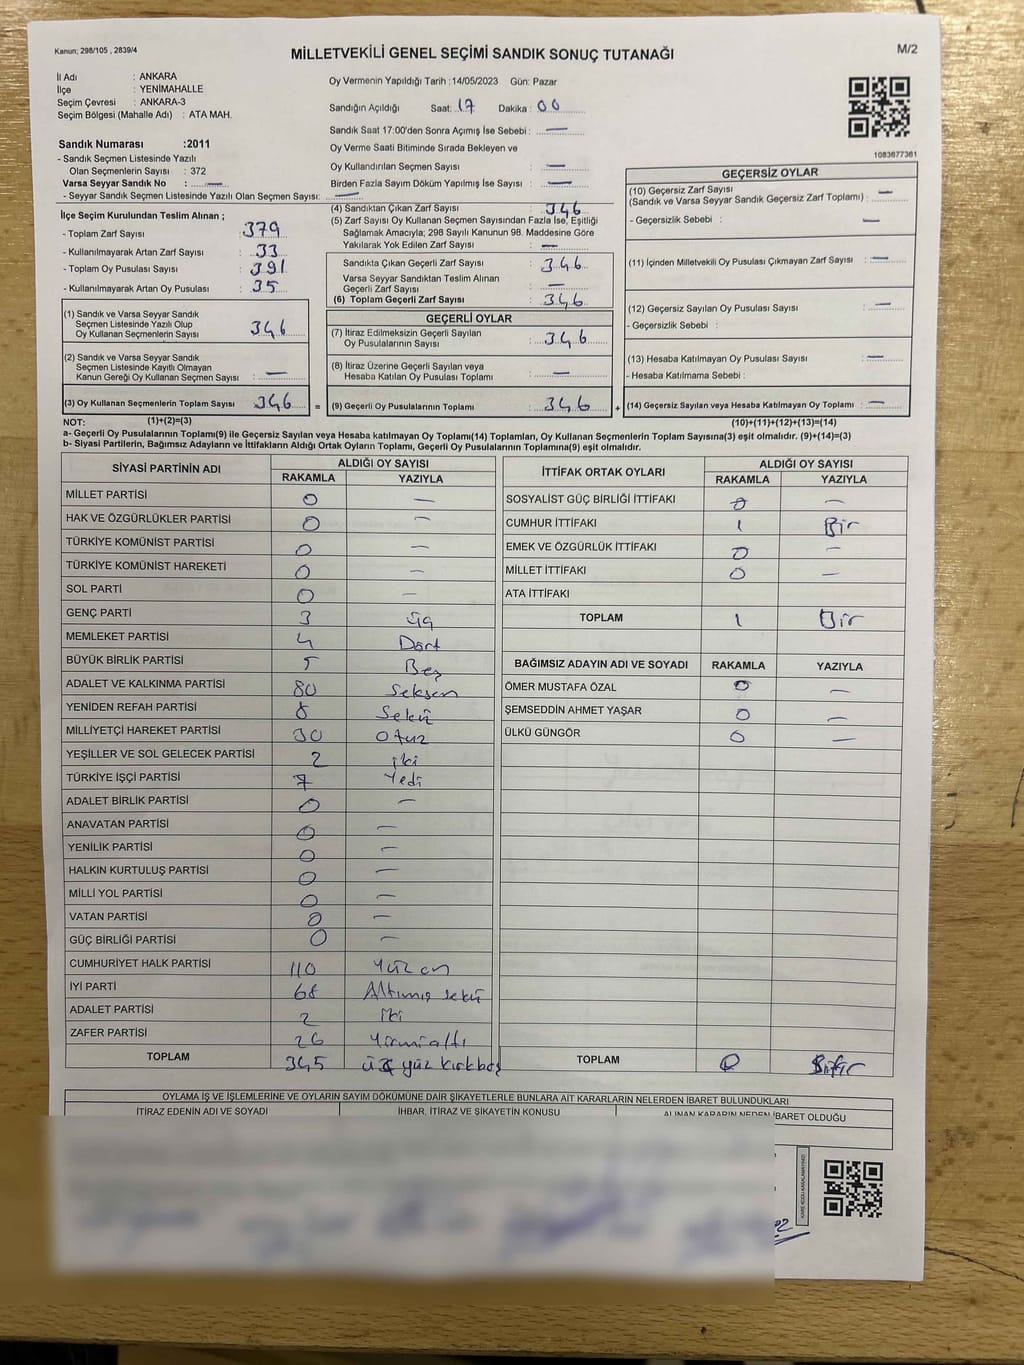 Kanun; 298/105 , 2839/4
MİLLETVEKİLİ GENEL SEÇİMİ SANDIK SONUÇ TUTANAĞI
M/2
İl Adı : ANKARA
İlçe : YENİMAHALLE
Seçim Çevresi : ANKARA-3
Seçim Bölgesi (Mahalle Adı) : ATA MAH.
Sandık Numarası :2011
- Sandık Seçmen Listesinde Yazılı
Olan Seçmenlerin Sayısı : 372
Varsa Seyyar Sandık No : —
- Seyyar Sandık Seçmen Listesinde Yazılı Olan Seçmen Sayısı: —
İlçe Seçim Kurulundan Teslim Alınan ;
- Toplam Zarf Sayısı : 379
- Kullanılmayarak Artan Zarf Sayısı : 33
- Toplam Oy Pusulası Sayısı : 391
- Kullanılmayarak Artan Oy Pusulası : 35
(1) Sandık ve Varsa Seyyar Sandık
Seçmen Listesinde Yazılı Olup
Oy Kullanan Seçmenlerin Sayısı : 346
(2) Sandık ve Varsa Seyyar Sandık
Seçmen Listesinde Kayıtlı Olmayan
Kanun Gereği Oy Kullanan Seçmen Sayısı : —
(3) Oy Kullanan Seçmenlerin Toplam Sayısı : 346 =
Oy Vermenin Yapıldığı Tarih :14/05/2023 Gün: Pazar
Sandığın Açıldığı Saat: 17 Dakika : 00
Sandık Saat 17:00'den Sonra Açımış İse Sebebi : —
Oy Verme Saati Bitiminde Sırada Bekleyen ve
Oy Kullandırılan Seçmen Sayısı : —
Birden Fazla Sayım Döküm Yapılmış İse Sayısı : —
(4) Sandıktan Çıkan Zarf Sayısı : 346
(5) Zarf Sayısı Oy Kullanan Seçmen Sayısından Fazla İse, Eşitliği
Sağlamak Amacıyla; 298 Sayılı Kanunun 98. Maddesine Göre
Yakılarak Yok Edilen Zarf Sayısı : —
Sandıkta Çıkan Geçerli Zarf Sayısı : 346
Varsa Seyyar Sandıktan Teslim Alınan
Geçerli Zarf Sayısı : —
(6) Toplam Geçerli Zarf Sayısı : 346
GEÇERLİ OYLAR
(7) İtiraz Edilmeksizin Geçerli Sayılan
Oy Pusulalarının Sayısı : 346
(8) İtiraz Üzerine Geçerli Sayılan veya
Hesaba Katılan Oy Pusulası Toplamı : —
(9) Geçerli Oy Pusulalarının Toplamı : 346 +
1083677361
GEÇERSİZ OYLAR
(10) Geçersiz Zarf Sayısı
(Sandık ve Varsa Seyyar Sandık Geçersiz Zarf Toplamı) : —
- Geçersizlik Sebebi : —
(11) İçinden Milletvekili Oy Pusulası Çıkmayan Zarf Sayısı : —
(12) Geçersiz Sayılan Oy Pusulası Sayısı : —
- Geçersizlik Sebebi :
(13) Hesaba Katılmayan Oy Pusulası Sayısı : —
- Hesaba Katılmama Sebebi :
(14) Geçersiz Sayılan veya Hesaba Katılmayan Oy Toplamı : —
NOT: (1)+(2)=(3) (10)+(11)+(12)+(13)=(14)
a- Geçerli Oy Pusulalarının Toplamı(9) ile Geçersiz Sayılan veya Hesaba katılmayan Oy Toplamı(14) Toplamları, Oy Kullanan Seçmenlerin Toplam Sayısına(3) eşit olmalıdır. (9)+(14)=(3)
b- Siyasi Partilerin, Bağımsız Adayların ve İttifakların Aldığı Ortak Oyların Toplamı, Geçerli Oy Pusulalarının Toplamına(9) eşit olmalıdır.
SİYASİ PARTİNİN ADI ALDIĞI OY SAYISI
RAKAMLA YAZIYLA
MİLLET PARTİSİ 0 —
HAK VE ÖZGÜRLÜKLER PARTİSİ 0 —
TÜRKİYE KOMÜNİST PARTİSİ 0 —
TÜRKİYE KOMÜNİST HAREKETİ 0 —
SOL PARTİ 0 —
GENÇ PARTİ 3 üç
MEMLEKET PARTİSİ 4 Dört
BÜYÜK BİRLİK PARTİSİ 5 Beş
ADALET VE KALKINMA PARTİSİ 80 Seksen
YENİDEN REFAH PARTİSİ 8 Sekiz
MİLLİYETÇİ HAREKET PARTİSİ 30 Otuz
YEŞİLLER VE SOL GELECEK PARTİSİ 2 iki
TÜRKİYE İŞÇİ PARTİSİ 7 Yedi
ADALET BİRLİK PARTİSİ 0 —
ANAVATAN PARTİSİ 0 —
YENİLİK PARTİSİ 0 —
HALKIN KURTULUŞ PARTİSİ 0 —
MİLLİ YOL PARTİSİ 0 —
VATAN PARTİSİ 0 —
GÜÇ BİRLİĞİ PARTİSİ 0 —
CUMHURİYET HALK PARTİSİ 110 Yüz on
İYİ PARTİ 68 Altımış sekiz
ADALET PARTİSİ 2 iki
ZAFER PARTİSİ 26 Yirmi altı
TOPLAM 345 üç yüz kırkbeş
İTTİFAK ORTAK OYLARI ALDIĞI OY SAYISI
RAKAMLA YAZIYLA
SOSYALİST GÜÇ BİRLİĞİ İTTİFAKI 0 —
CUMHUR İTTİFAKI 1 Bir
EMEK VE ÖZGÜRLÜK İTTİFAKI 0 —
MİLLET İTTİFAKI 0 —
ATA İTTİFAKI
TOPLAM 1 Bir
BAĞIMSIZ ADAYIN ADI VE SOYADI RAKAMLA YAZIYLA
ÖMER MUSTAFA ÖZAL 0 —
ŞEMSEDDİN AHMET YAŞAR 0 —
ÜLKÜ GÜNGÖR 0 —
TOPLAM 0 Sıfır
OYLAMA İŞ VE İŞLEMLERİNE VE OYLARIN SAYIM DÖKÜMÜNE DAİR ŞİKAYETLERLE BUNLARA AİT KARARLARIN NELERDEN İBARET BULUNDUKLARI
İTİRAZ EDENİN ADI VE SOYADI İHBAR, İTİRAZ VE ŞİKAYETİN KONUSU ALINAN KARARIN NEDEN İBARET OLDUĞU